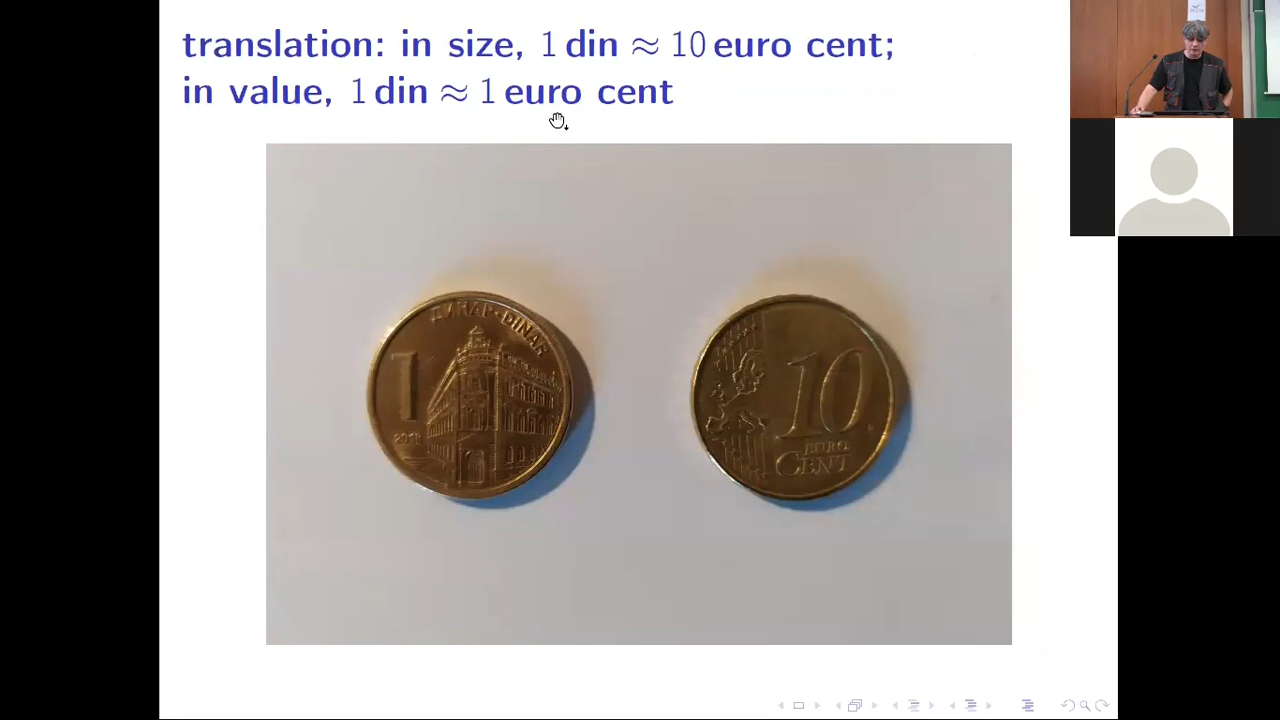 translation: in size, 1 din ≈ 10 euro cent;
in value, 1 din ≈ 1 euro cent
ДИНАР·DINAR
1
10
EURO
CENT